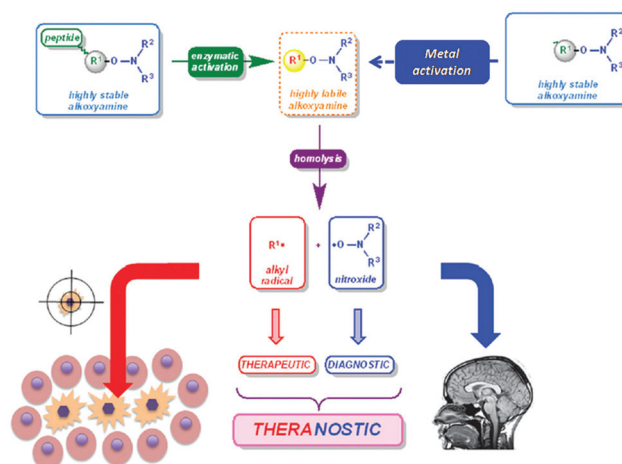 peptide
R¹—O—N
R²
R³
highly stable
alkoxyamine
enzymatic
activation
R¹—O—N
R²
R³
highly labile
alkoxyamine
Metal
activation
R¹—O—N
R²
R³
highly stable
alkoxyamine
homolysis
R¹•
alkyl
radical
+
•O—N
R²
R³
nitroxide
THERAPEUTIC
DIAGNOSTIC
THERANOSTIC